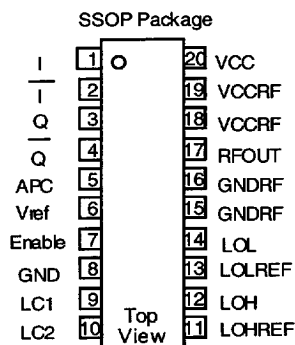 SSOP Package
I 1 20 VCC
I̅ 2 19 VCCRF
Q 3 18 VCCRF
Q̅ 4 17 RFOUT
APC 5 16 GNDRF
Vref 6 15 GNDRF
Enable 7 14 LOL
GND 8 13 LOLREF
LC1 9 12 LOH
LC2 10 11 LOHREF
Top
View